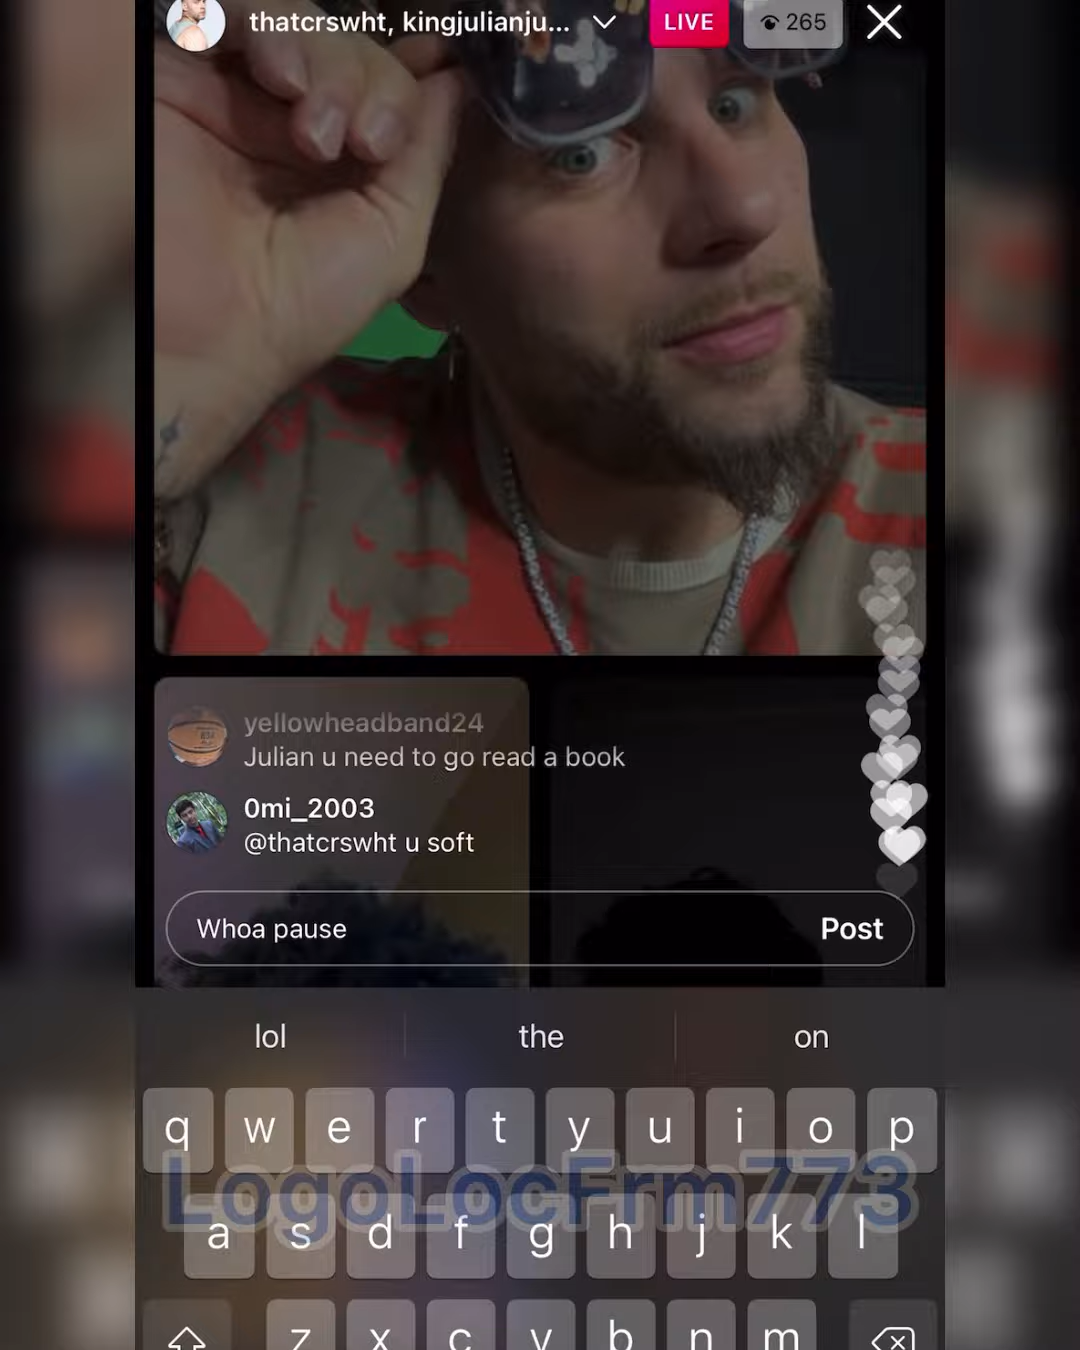 thatcrswht, kingjulianju...
LIVE
265
yellowheadband24
Julian u need to go read a book
0mi_2003
@thatcrswht u soft
Whoa pause
Post
lol
the
on
q w e r t y u i o p
LogoLocFrm773
a s d f g h j k l
z x c v b n m